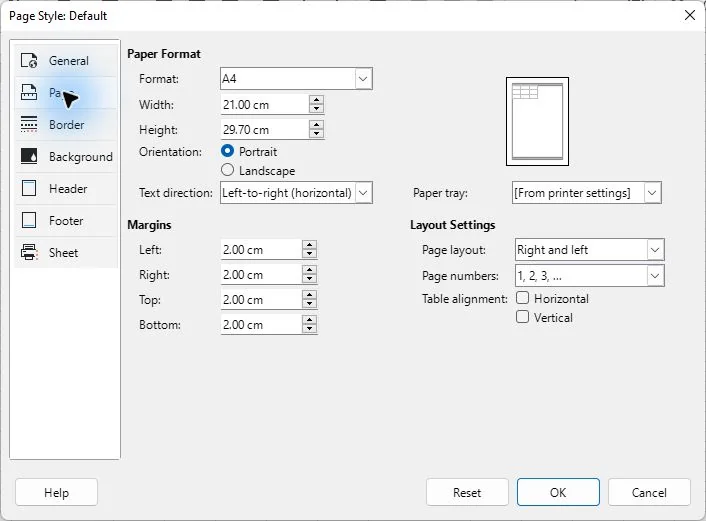 Page Style: Default
General
Border
Background
Header
Footer
Sheet
Paper Format
Format: A4
Width: 21.00 cm
Height: 29.70 cm
Orientation: Portrait
Landscape
Text direction: Left-to-right (horizontal)
Paper tray: [From printer settings]
Margins
Left: 2.00 cm
Right: 2.00 cm
Top: 2.00 cm
Bottom: 2.00 cm
Layout Settings
Page layout: Right and left
Page numbers: 1, 2, 3, ...
Table alignment: Horizontal
Vertical
Help
Reset
OK
Cancel